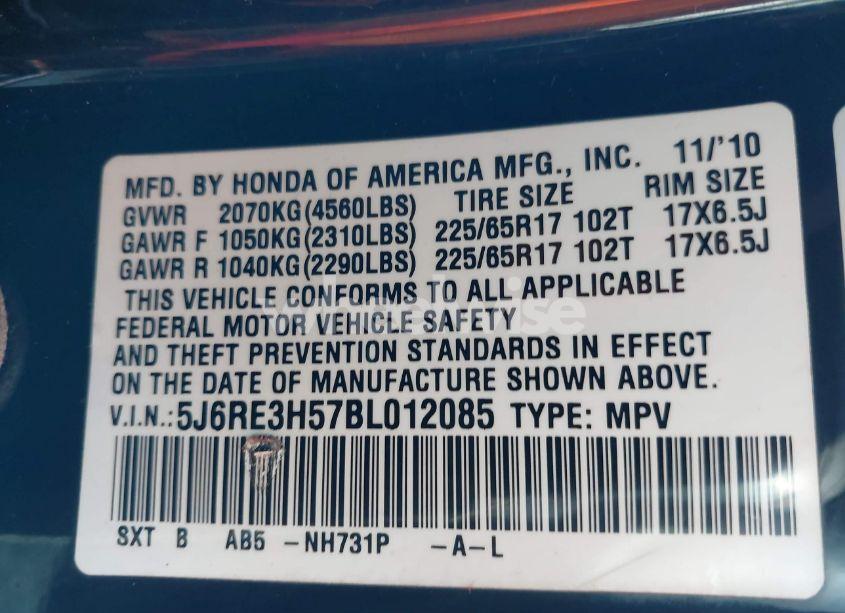 MFD. BY HONDA OF AMERICA MFG., INC. 11/'10
GVWR 2070KG(4560LBS) TIRE SIZE RIM SIZE
GAWR F 1050KG(2310LBS) 225/65R17 102T 17X6.5J
GAWR R 1040KG(2290LBS) 225/65R17 102T 17X6.5J
THIS VEHICLE CONFORMS TO ALL APPLICABLE
FEDERAL MOTOR VEHICLE SAFETY
AND THEFT PREVENTION STANDARDS IN EFFECT
ON THE DATE OF MANUFACTURE SHOWN ABOVE.
V.I.N.: 5J6RE3H57BL012085 TYPE: MPV
SXT B AB5 -NH731P -A-L